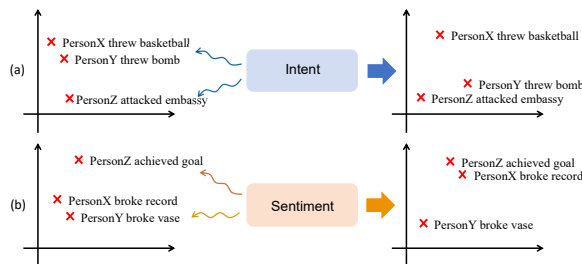 PersonX threw basketball
PersonY threw bomb
(a)
PersonZ attacked embassy
Intent
PersonX threw basketball
PersonY threw bomb
PersonZ attacked embassy
PersonZ achieved goal
(b)
PersonX broke record
PersonY broke vase
Sentiment
PersonZ achieved goal
PersonX broke record
PersonY broke vase